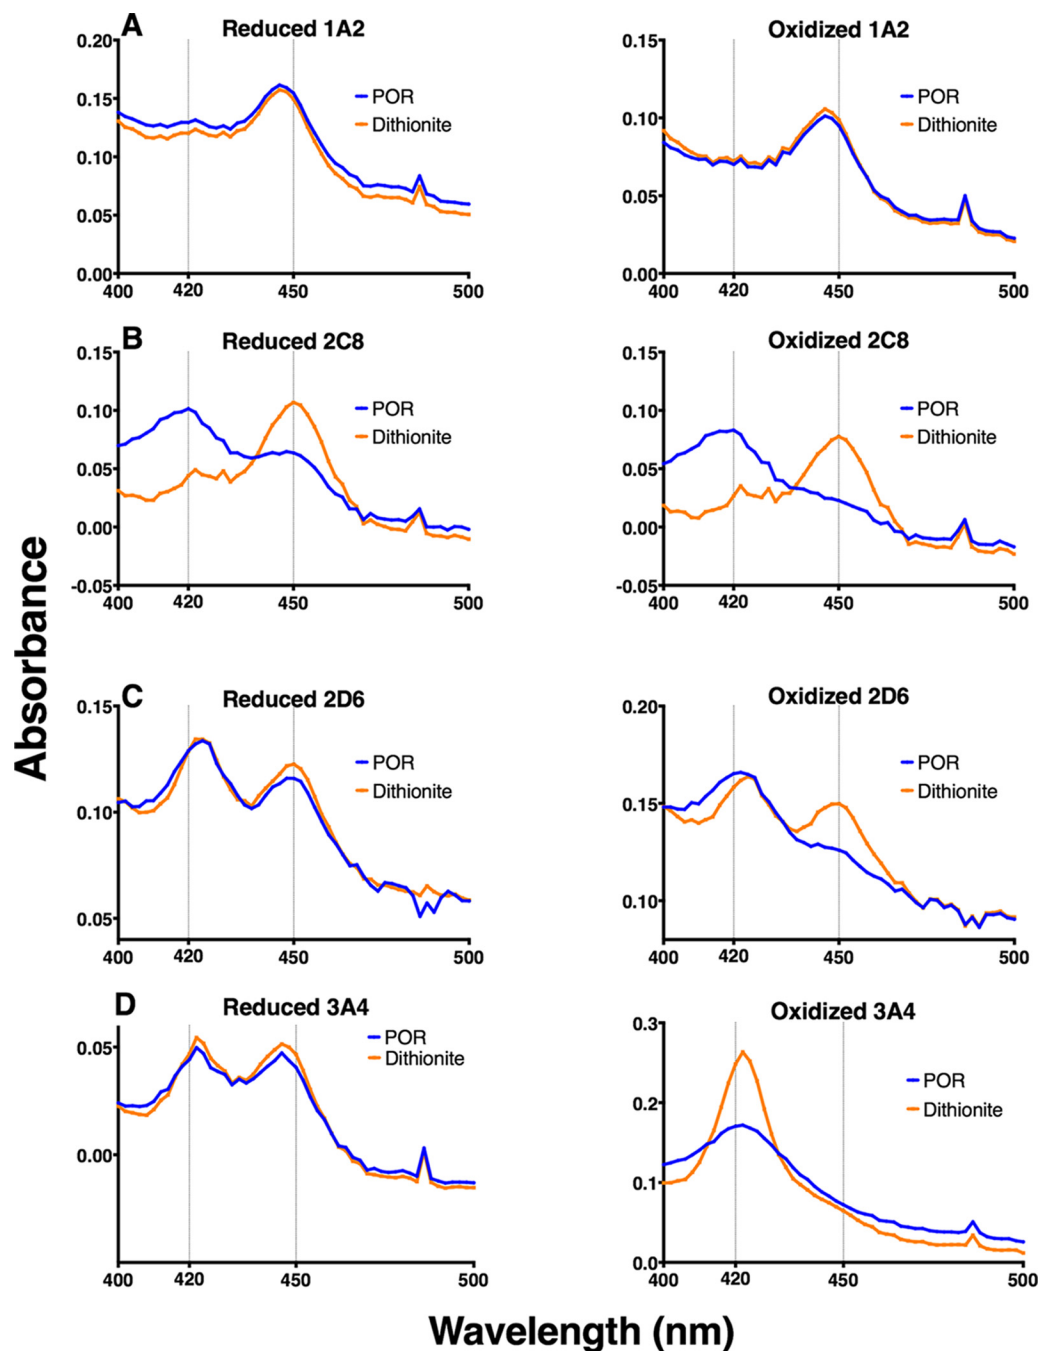 A
Reduced 1A2
Oxidized 1A2
0.20
0.15
0.10
0.05
0.00
400
420
450
500
POR
Dithionite
0.15
0.10
0.05
0.00
400
420
450
500
POR
Dithionite
B
Reduced 2C8
Oxidized 2C8
0.15
0.10
0.05
0.00
-0.05
400
420
450
500
POR
Dithionite
0.15
0.10
0.05
0.00
-0.05
400
420
450
500
POR
Dithionite
Absorbance
C
Reduced 2D6
Oxidized 2D6
0.15
0.10
0.05
400
420
450
500
POR
Dithionite
0.20
0.15
0.10
400
420
450
500
POR
Dithionite
D
Reduced 3A4
Oxidized 3A4
0.05
0.00
400
420
450
500
POR
Dithionite
0.3
0.2
0.1
0.0
400
420
450
500
POR
Dithionite
Wavelength (nm)